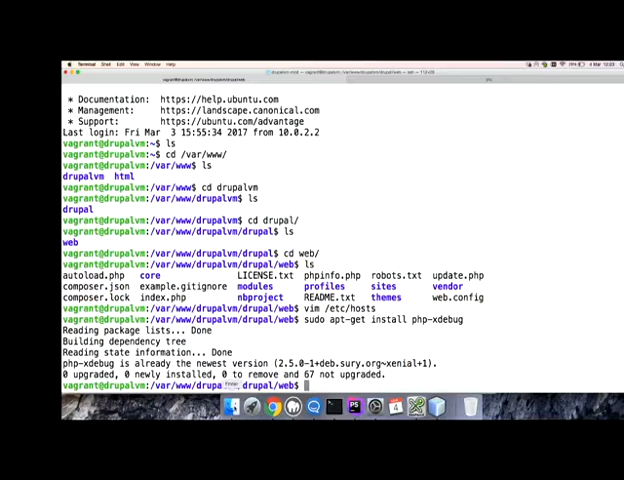 Terminal Shell Edit View Window Help
* Documentation: https://help.ubuntu.com
* Management: https://landscape.canonical.com
* Support: https://ubuntu.com/advantage
Last login: Fri Mar 3 15:55:34 2017 from 10.0.2.2
vagrant@drupalvm:~$ ls
vagrant@drupalvm:~$ cd /var/www/
vagrant@drupalvm:/var/www$ ls
drupalvm html
vagrant@drupalvm:/var/www$ cd drupalvm
vagrant@drupalvm:/var/www/drupalvm$ ls
drupal
vagrant@drupalvm:/var/www/drupalvm$ cd drupal/
vagrant@drupalvm:/var/www/drupalvm/drupal$ ls
web
vagrant@drupalvm:/var/www/drupalvm/drupal$ cd web/
vagrant@drupalvm:/var/www/drupalvm/drupal/web$ ls
autoload.php core LICENSE.txt phpinfo.php robots.txt update.php
composer.json example.gitignore modules profiles sites vendor
composer.lock index.php nbproject README.txt themes web.config
vagrant@drupalvm:/var/www/drupalvm/drupal/web$ vim /etc/hosts
vagrant@drupalvm:/var/www/drupalvm/drupal/web$ sudo apt-get install php-xdebug
Reading package lists... Done
Building dependency tree
Reading state information... Done
php-xdebug is already the newest version (2.5.0-1+deb.sury.org~xenial+1).
0 upgraded, 0 newly installed, 0 to remove and 67 not upgraded.
vagrant@drupalvm:/var/www/drupa drupal/web$
Finder
PS
4